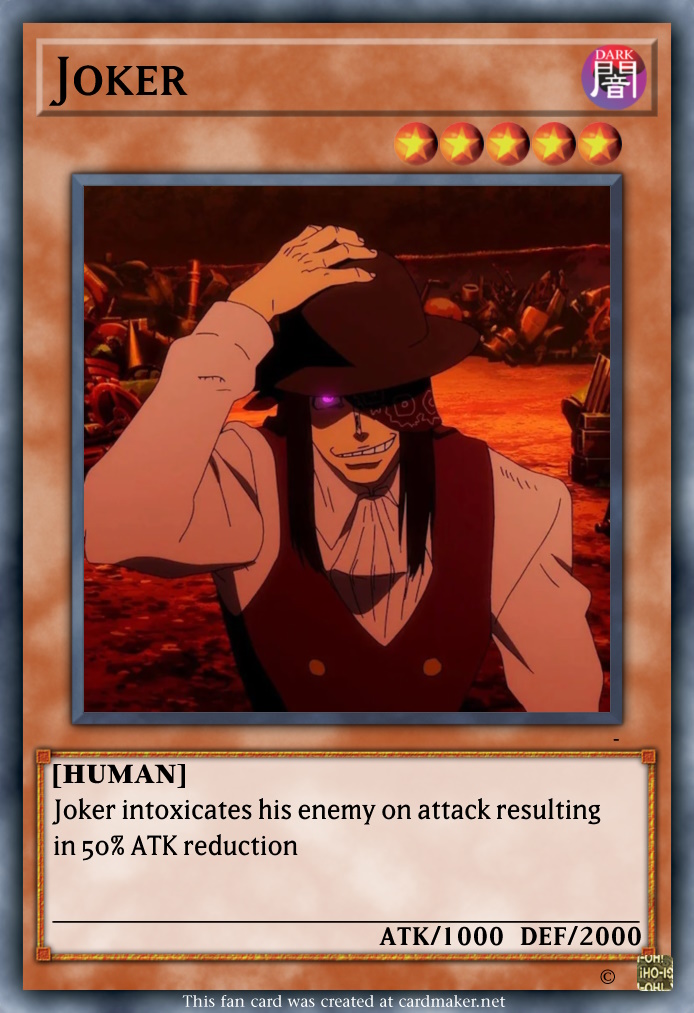 Joker
DARK
闇
-
[HUMAN]
Joker intoxicates his enemy on attack resulting
in 50% ATK reduction
ATK/1000 DEF/2000
©
This fan card was created at cardmaker.net